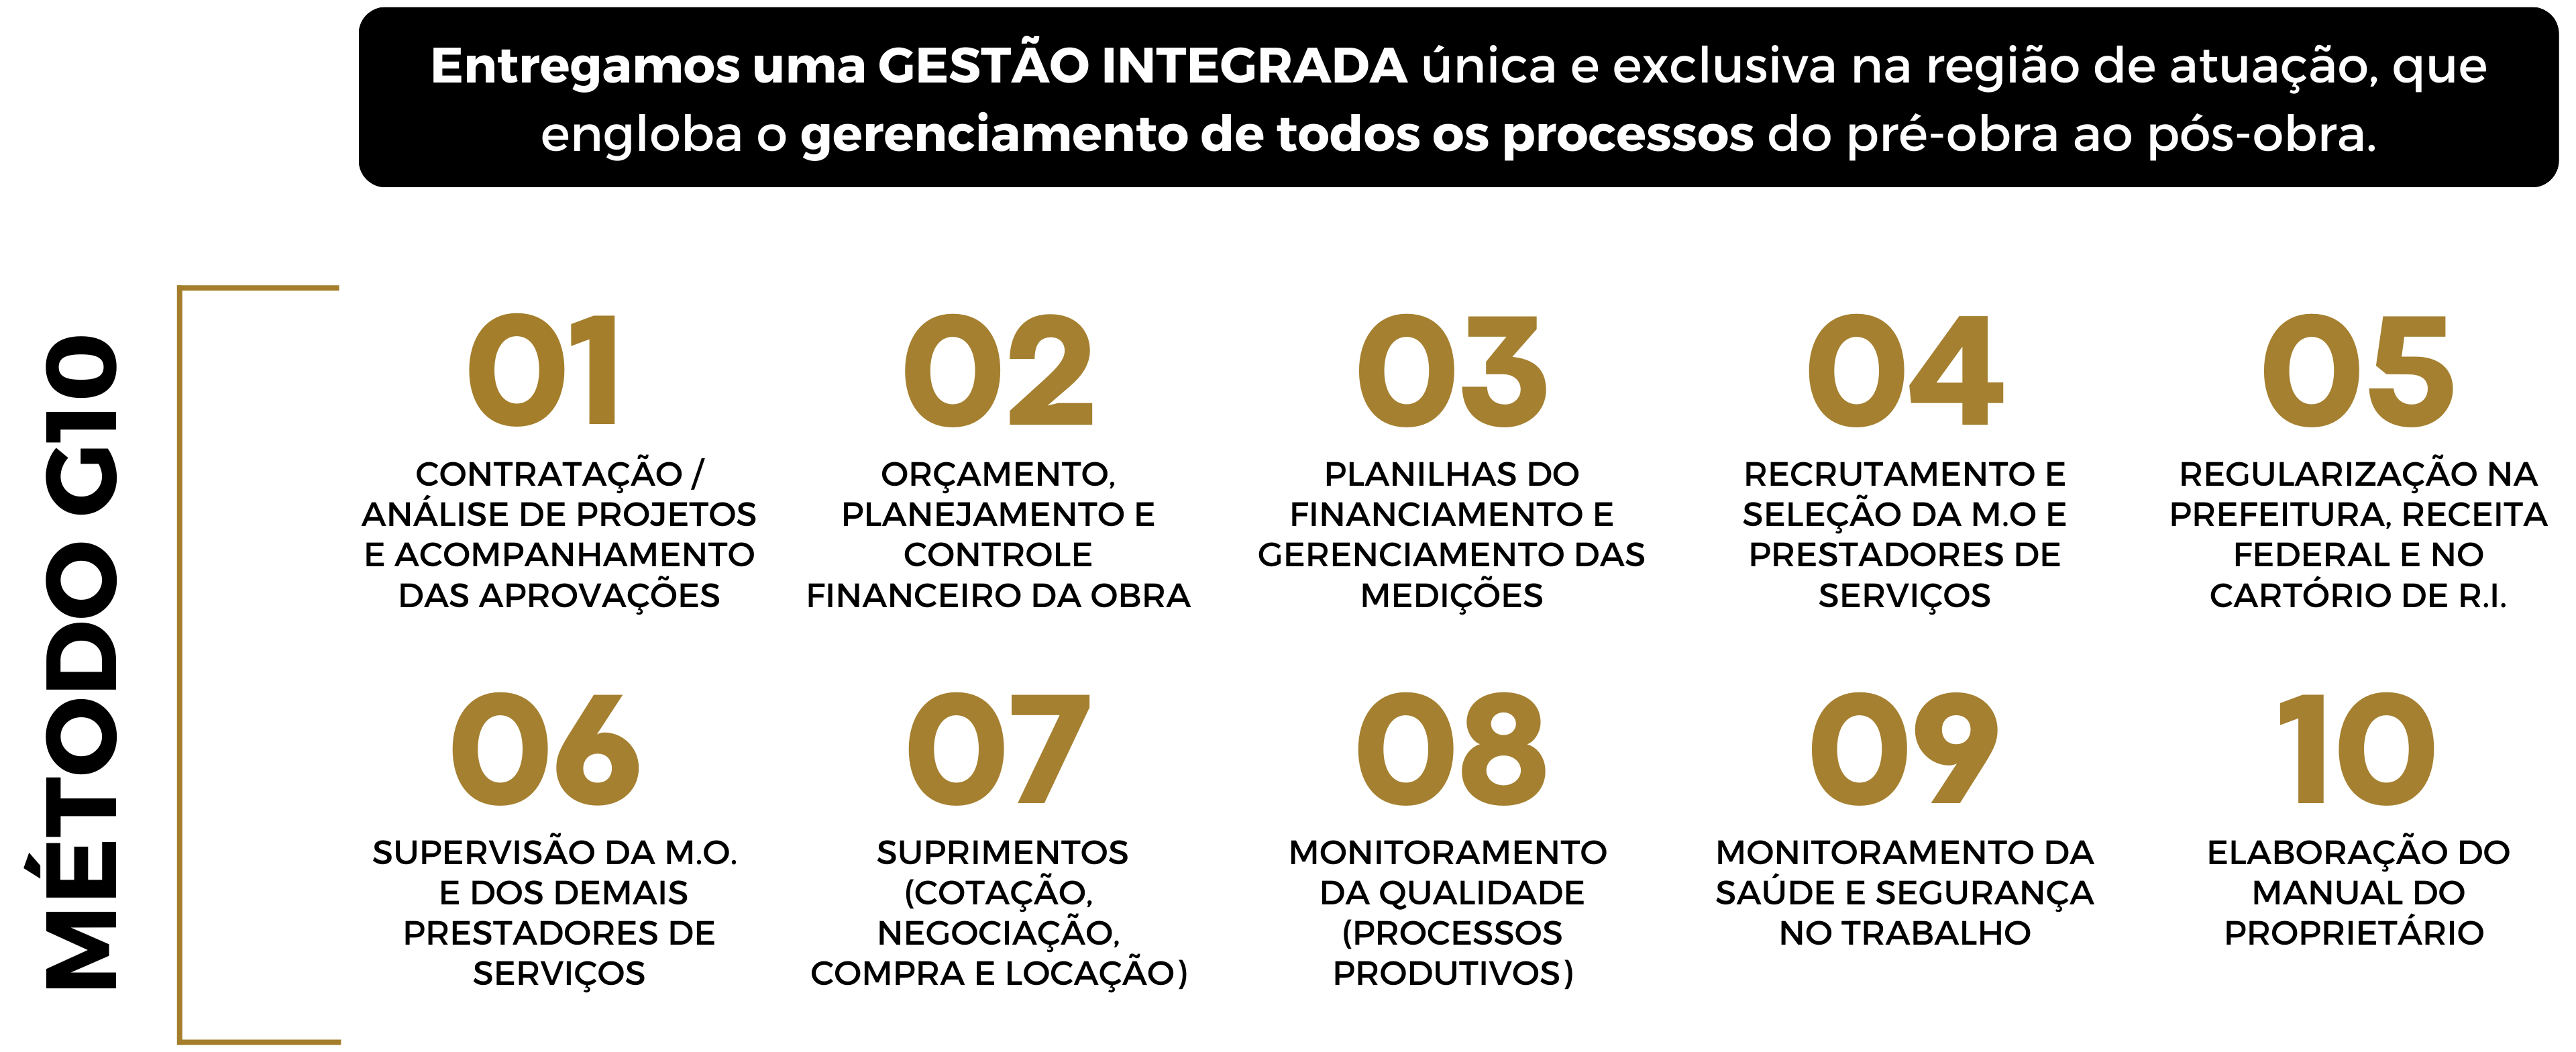 Entregamos uma GESTÃO INTEGRADA única e exclusiva na região de atuação, que
engloba o gerenciamento de todos os processos do pré-obra ao pós-obra.
MÉTODO G10
01
CONTRATAÇÃO /
ANÁLISE DE PROJETOS
E ACOMPANHAMENTO
DAS APROVAÇÕES
02
ORÇAMENTO,
PLANEJAMENTO E
CONTROLE
FINANCEIRO DA OBRA
03
PLANILHAS DO
FINANCIAMENTO E
GERENCIAMENTO DAS
MEDIÇÕES
04
RECRUTAMENTO E
SELEÇÃO DA M.O E
PRESTADORES DE
SERVIÇOS
05
REGULARIZAÇÃO NA
PREFEITURA, RECEITA
FEDERAL E NO
CARTÓRIO DE R.I.
06
SUPERVISÃO DA M.O.
E DOS DEMAIS
PRESTADORES DE
SERVIÇOS
07
SUPRIMENTOS
(COTAÇÃO,
NEGOCIAÇÃO,
COMPRA E LOCAÇÃO)
08
MONITORAMENTO
DA QUALIDADE
(PROCESSOS
PRODUTIVOS)
09
MONITORAMENTO DA
SAÚDE E SEGURANÇA
NO TRABALHO
10
ELABORAÇÃO DO
MANUAL DO
PROPRIETÁRIO